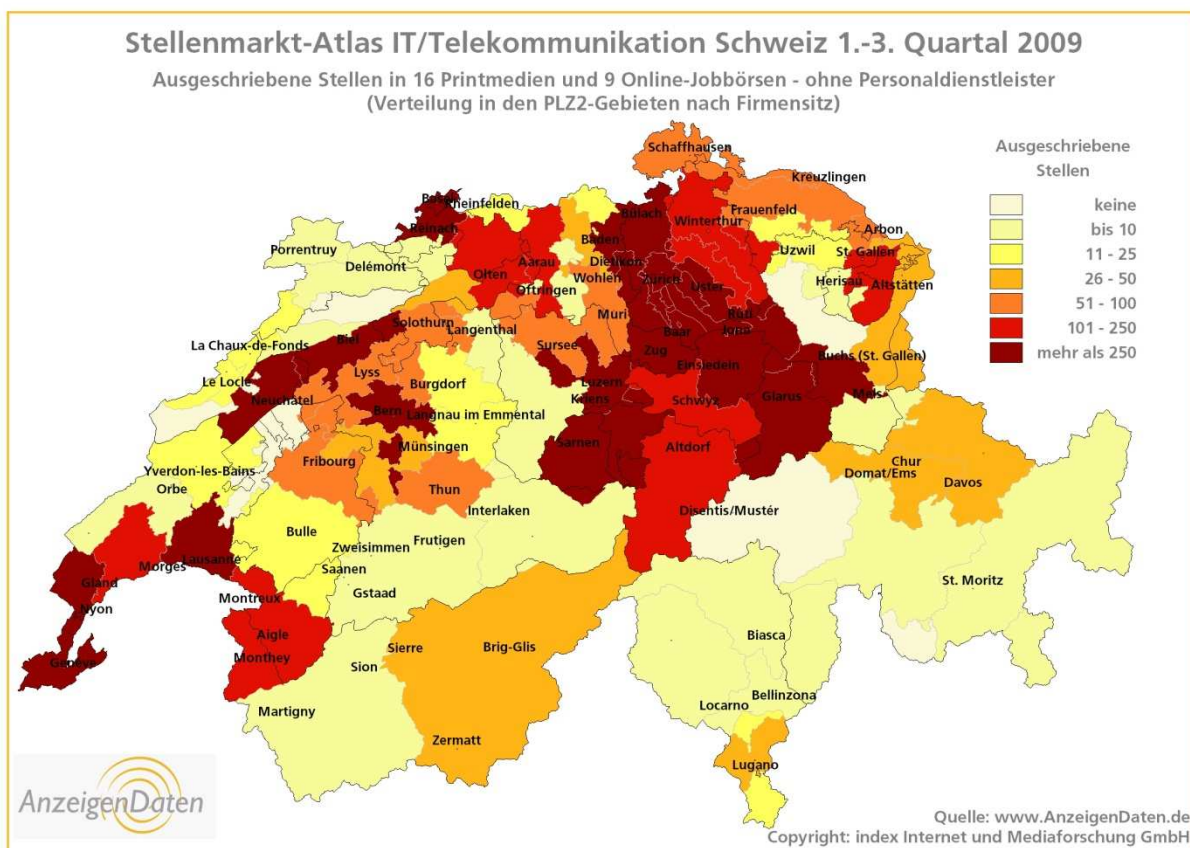 Stellenmarkt-Atlas IT/Telekommunikation Schweiz 1.-3. Quartal 2009
Ausgeschriebene Stellen in 16 Printmedien und 9 Online-Jobbörsen - ohne Personaldienstleister
(Verteilung in den PLZ2-Gebieten nach Firmensitz)
Ausgeschriebene
Stellen
keine
bis 10
11 - 25
26 - 50
51 - 100
101 - 250
mehr als 250
Schaffhausen
Kreuzlingen
Basel
Rheinfelden
Bülach
Winterthur
Frauenfeld
Reinach
Arbon
Baden
Uzwil
St. Gallen
Porrentruy
Delémont
Aarau
Dietikon
Olten
Wohlen
Zürich
Uster
Herisau
Altstätten
Oftringen
Muri
Solothurn
Langenthal
Rüti
Jona
Biel
La Chaux-de-Fonds
Sursee
Baar
Zug
Buchs (St. Gallen)
Einsiedeln
Lyss
Le Locle
Burgdorf
Luzern
Mels
Neuchâtel
Kriens
Schwyz
Glarus
Bern
Langnau im Emmental
Sarnen
Altdorf
Münsingen
Fribourg
Yverdon-les-Bains
Chur
Domat/Ems
Davos
Orbe
Thun
Interlaken
Disentis/Mustér
Bulle
Frutigen
Zweisimmen
Lausanne
Morges
Saanen
Gland
Gstaad
St. Moritz
Montreux
Nyon
Aigle
Biasca
Sierre
Brig-Glis
Monthey
Genève
Sion
Bellinzona
Locarno
Martigny
Zermatt
Lugano
AnzeigenDaten
Quelle: www.AnzeigenDaten.de
Copyright: index Internet und Mediaforschung GmbH